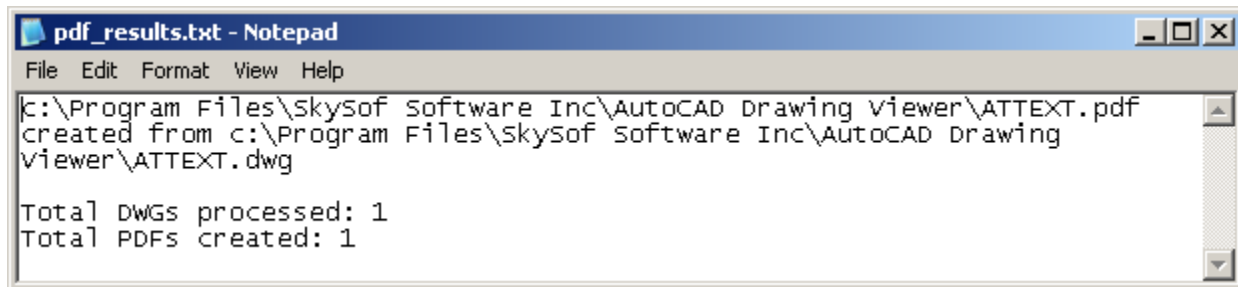 pdf_results.txt - Notepad
File Edit Format View Help
c:\Program Files\SkySof Software Inc\AutoCAD Drawing Viewer\ATTEXT.pdf
created from c:\Program Files\SkySof Software Inc\AutoCAD Drawing
Viewer\ATTEXT.dwg
Total DWGs processed: 1
Total PDFs created: 1